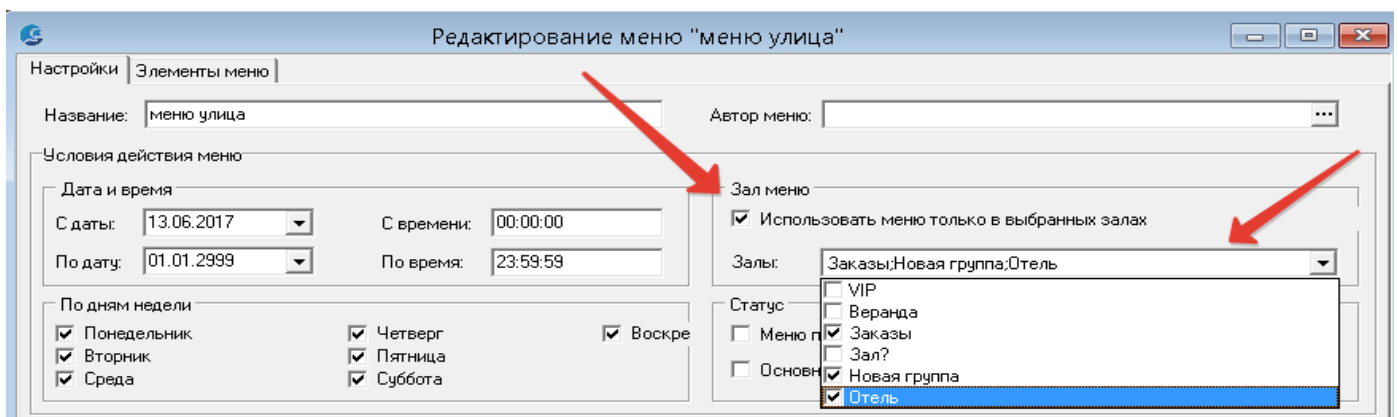 Редактирование меню "меню улица"
Настройки Элементы меню
Название: меню улица Автор меню: ...
Условия действия меню
Дата и время Зал меню
С даты: 13.06.2017 С времени: 00:00:00 Использовать меню только в выбранных залах
По дату: 01.01.2999 По время: 23:59:59 Залы: Заказы;Новая группа;Отель
По дням недели Статус VIP
Веранда
Понедельник Четверг Воскре Меню п Заказы
Вторник Пятница Зал?
Среда Суббота Основн Новая группа
Отель